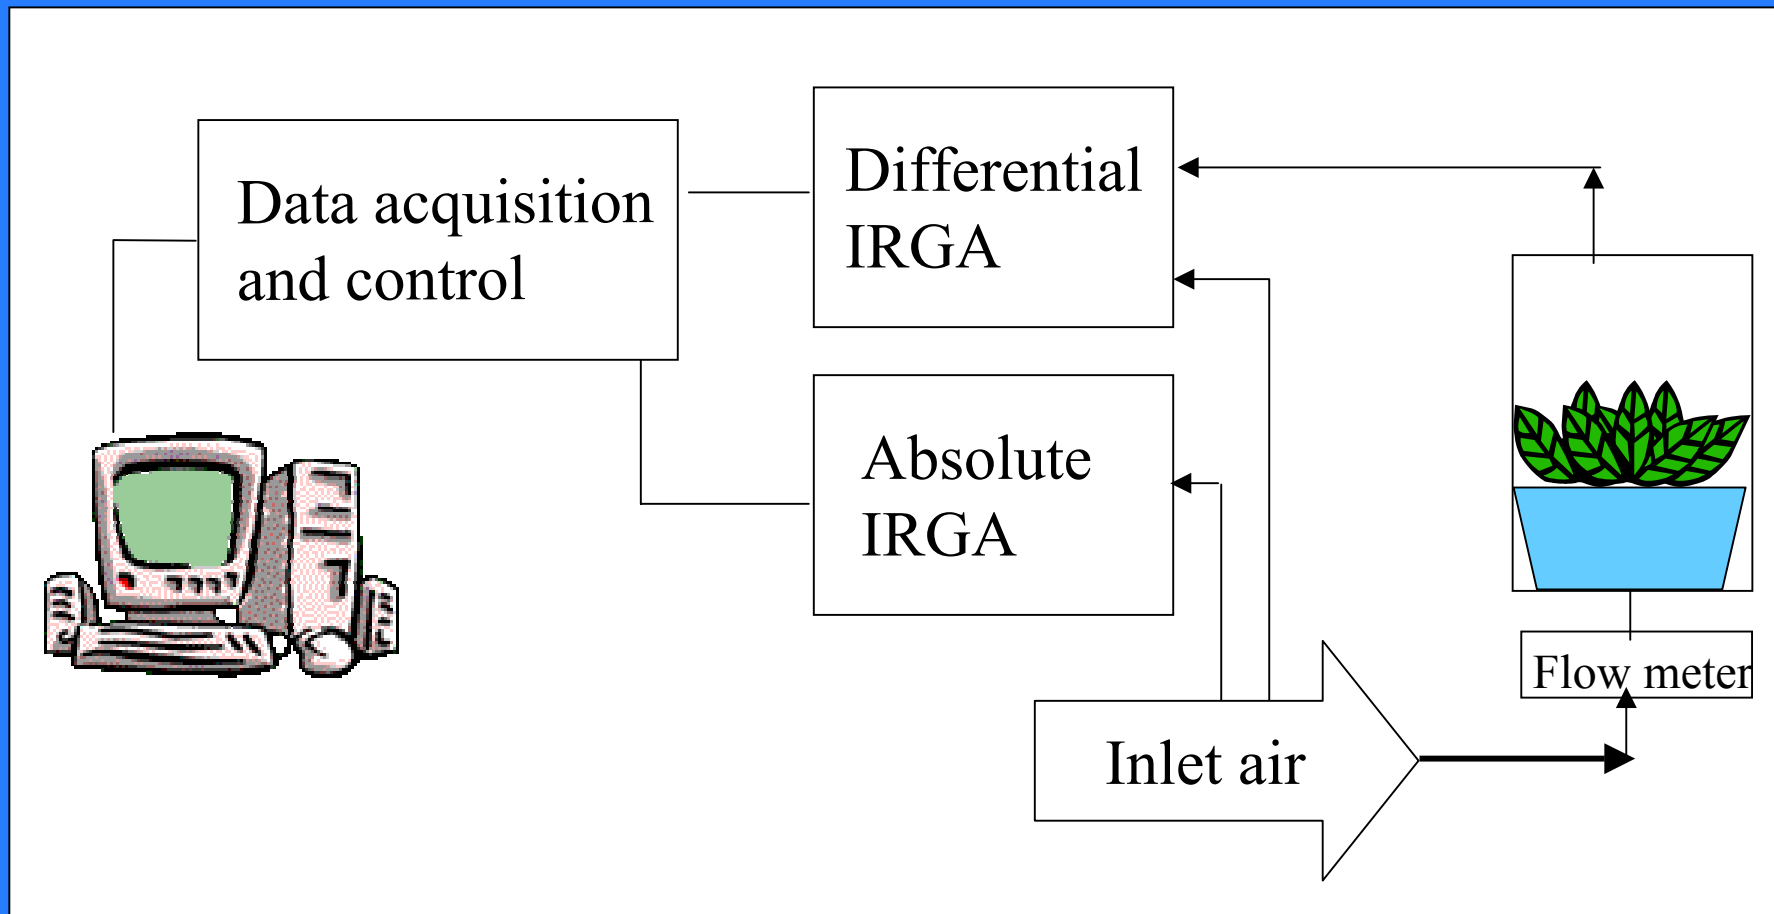 Data acquisition
and control
Differential
IRGA
Absolute
IRGA
Flow meter
Inlet air